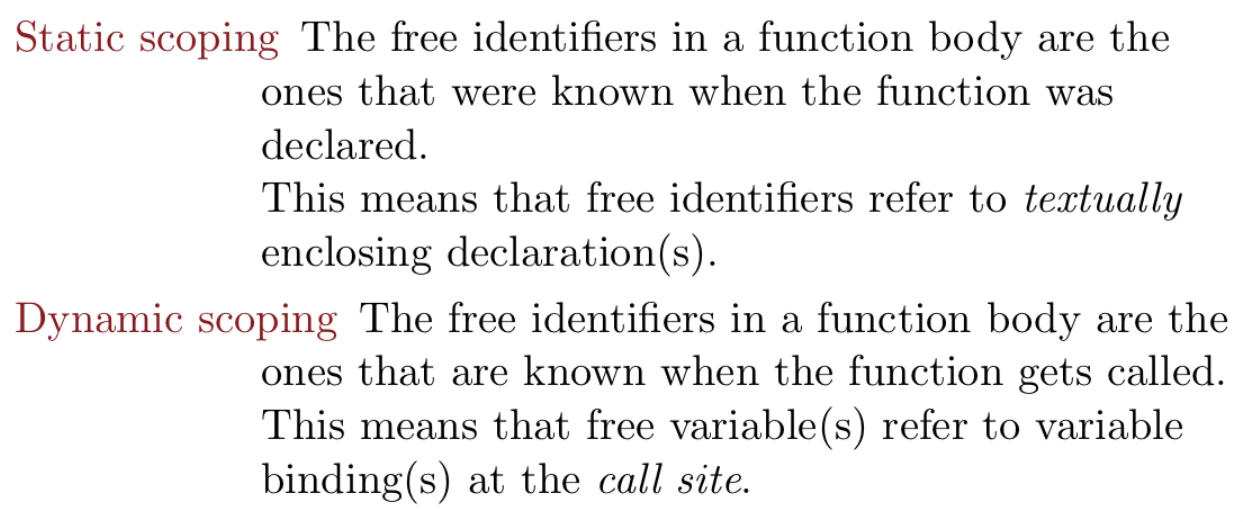 Static scoping The free identifiers in a function body are the
ones that were known when the function was
declared.
This means that free identifiers refer to textually
enclosing declaration(s).
Dynamic scoping The free identifiers in a function body are the
ones that are known when the function gets called.
This means that free variable(s) refer to variable
binding(s) at the call site.